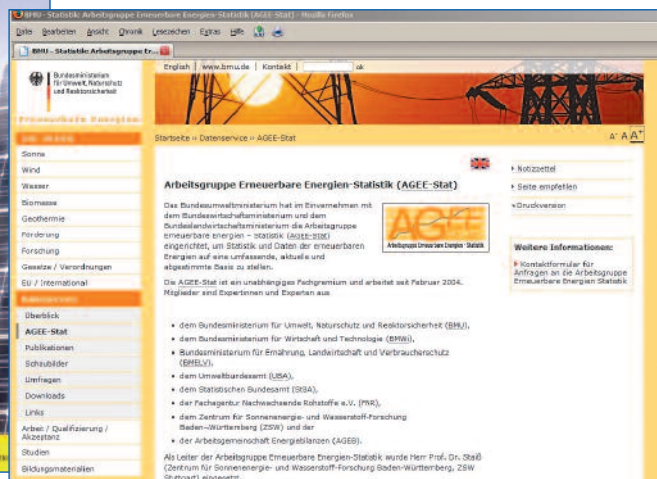 BMU - Statistik Arbeitsgruppe Erneuerbare Energien-Statistik (AGEE-Stat) - Mozilla Firefox
Datei Bearbeiten Ansicht Chronik Lesezeichen Extras Hilfe
BMU - Statistik: Arbeitsgruppe Er...
Bundesministerium
für Umwelt, Naturschutz
und Reaktorsicherheit
Erneuerbare Energien
English | www.bmu.de | Kontakt | ok
Startseite » Datenservice » AGEE-Stat
A- A A+
Sonne
Wind
Wasser
Biomasse
Geothermie
Förderung
Forschung
Gesetze / Verordnungen
EU / International
Datenservice
Überblick
AGEE-Stat
Publikationen
Schaubilder
Umfragen
Downloads
Links
Arbeit / Qualifizierung /
Akzeptanz
Studien
Bildungsmaterialien
Arbeitsgruppe Erneuerbare Energien-Statistik (AGEE-Stat)
Das Bundesumweltministerium hat im Einvernehmen mit
dem Bundeswirtschaftsministerium und dem
Bundeslandwirtschaftsministerium die Arbeitsgruppe
erneuerbare Energien - Statistik (AGEE-Stat)
eingerichtet, um Statistik und Daten der erneuerbaren
Energien auf eine umfassende, aktuelle und
abgestimmte Basis zu stellen.
AGEE
Arbeitsgruppe Erneuerbare Energien - Statistik
Die AGEE-Stat ist ein unabhängiges Fachgremium und arbeitet seit Februar 2004.
Mitglieder sind Expertinnen und Experten aus
• dem Bundesministerium für Umwelt, Naturschutz und Reaktorsicherheit (BMU),
• dem Bundesministerium für Wirtschaft und Technologie (BMWi),
• Bundesministerium für Ernährung, Landwirtschaft und Verbraucherschutz
(BMELV),
• dem Umweltbundesamt (UBA),
• dem Statistischen Bundesamt (StBA),
• der Fachagentur Nachwachsende Rohstoffe e.V. (FNR),
• dem Zentrum für Sonnenenergie- und Wasserstoff-Forschung
Baden-Württemberg (ZSW) und der
• der Arbeitsgemeinschaft Energiebilanzen (AGEB).
Als Leiter der Arbeitsgruppe Erneuerbare Energien-Statistik wurde Herr Prof. Dr. Staiß
(Zentrum für Sonnenenergie- und Wasserstoff-Forschung Baden-Württemberg, ZSW
Stuttgart) eingesetzt.
Notizzettel
Seite empfehlen
Druckversion
Weitere Informationen:
Kontaktformular für
Anfragen an die Arbeitsgruppe
Erneuerbare Energien Statistik